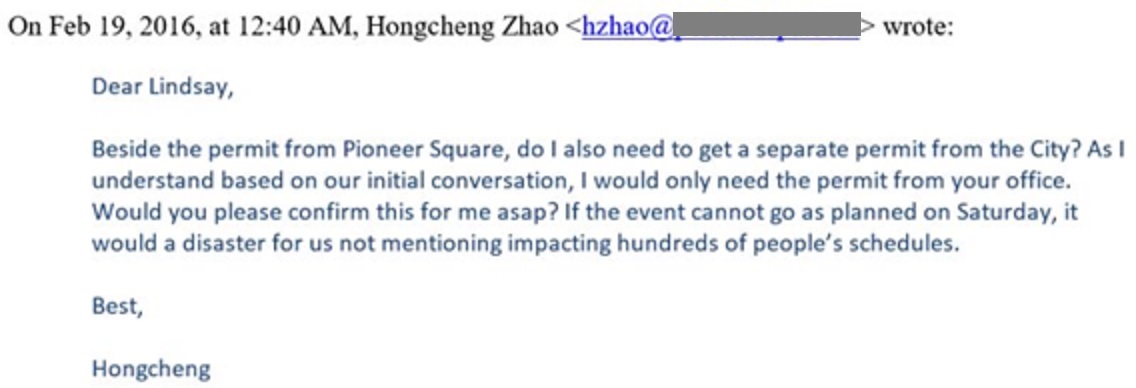 On Feb 19, 2016, at 12:40 AM, Hongcheng Zhao <hzhao@ > wrote:
Dear Lindsay,
Beside the permit from Pioneer Square, do I also need to get a separate permit from the City? As I
understand based on our initial conversation, I would only need the permit from your office.
Would you please confirm this for me asap? If the event cannot go as planned on Saturday, it
would a disaster for us not mentioning impacting hundreds of people's schedules.
Best,
Hongcheng